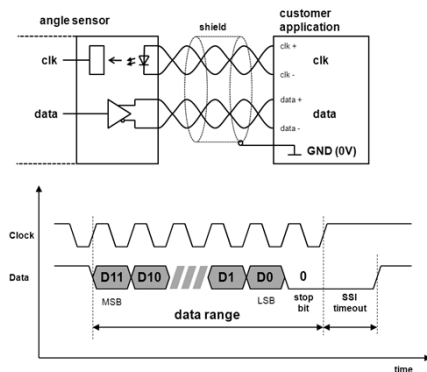 angle sensor
shield
customer
application
clk
clk +
clk -
clk
data
data +
data -
data
GND (0V)
Clock
Data
D11
D10
D1
D0
0
MSB
LSB
stop
bit
SSI
timeout
data range
time